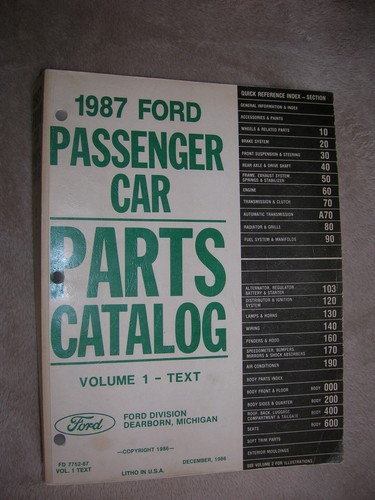 1987 FORD
PASSENGER
CAR
PARTS
CATALOG
VOLUME 1 - TEXT
Ford
FORD DIVISION
DEARBORN, MICHIGAN
—COPYRIGHT 1986—
FD 7752-87
VOL. 1 TEXT
LITHO IN U.S.A.
DECEMBER, 1986
QUICK REFERENCE INDEX - SECTION
GENERAL INFORMATION & INDEX
ACCESSORIES & PAINTS
WHEELS & RELATED PARTS 10
BRAKE SYSTEM 20
FRONT SUSPENSION & STEERING 30
REAR AXLE & DRIVE SHAFT 40
FRAME, EXHAUST SYSTEM
SPRINGS & STABILIZER 50
ENGINE 60
TRANSMISSION & CLUTCH 70
AUTOMATIC TRANSMISSION A70
RADIATOR & GRILLE 80
FUEL SYSTEM & MANIFOLDS 90
ALTERNATOR, REGULATOR,
BATTERY & STARTER 103
DISTRIBUTOR & IGNITION
SYSTEM 120
LAMPS & HORNS 130
WIRING 140
FENDERS & HOOD 160
SPEEDOMETER, BUMPERS,
MIRRORS & SHOCK ABSORBERS 170
AIR CONDITIONER 190
BODY PARTS INDEX
BODY FRONT & FLOOR BODY 000
BODY SIDES & QUARTER BODY 200
ROOF, BACK, LUGGAGE
COMPARTMENT & TAILGATE BODY 400
SEATS BODY 600
SOFT TRIM PARTS
EXTERIOR MOULDINGS
SEE VOLUME 2 FOR ILLUSTRATIONS